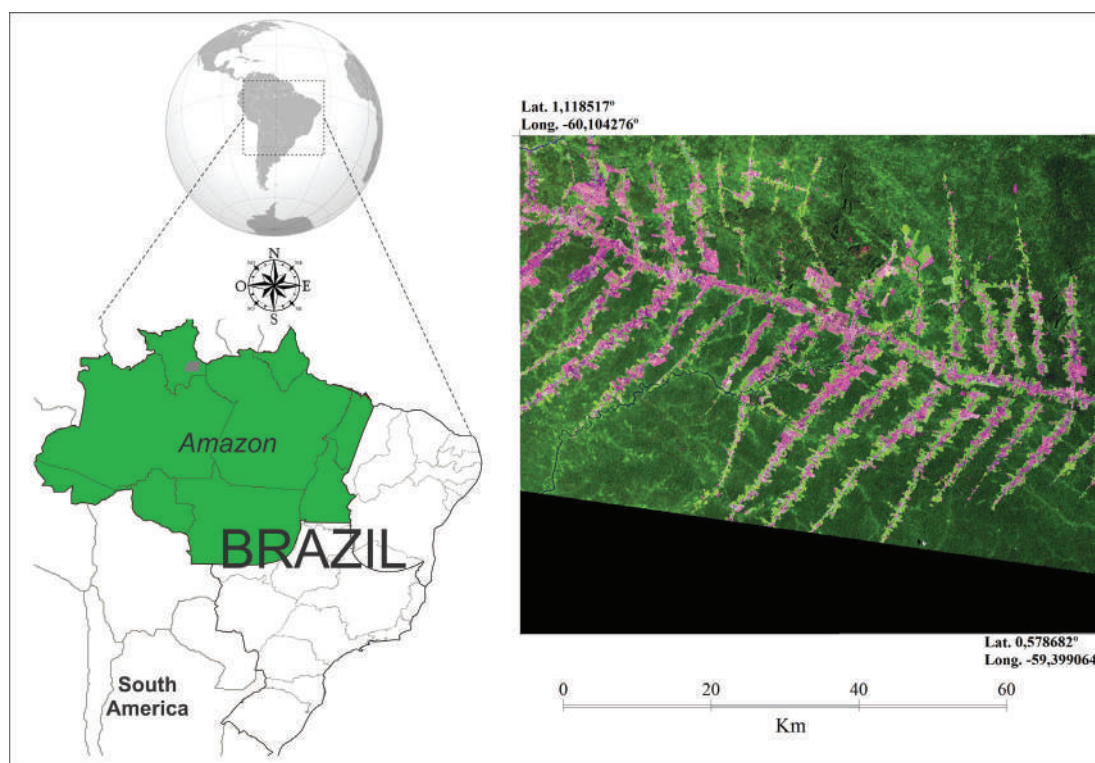 Lat. 1,118517º
Long. -60,104276º
N
O
E
S
Amazon
BRAZIL
South
America
Lat. 0,578682º
Long. -59,399064
0
20
40
60
Km